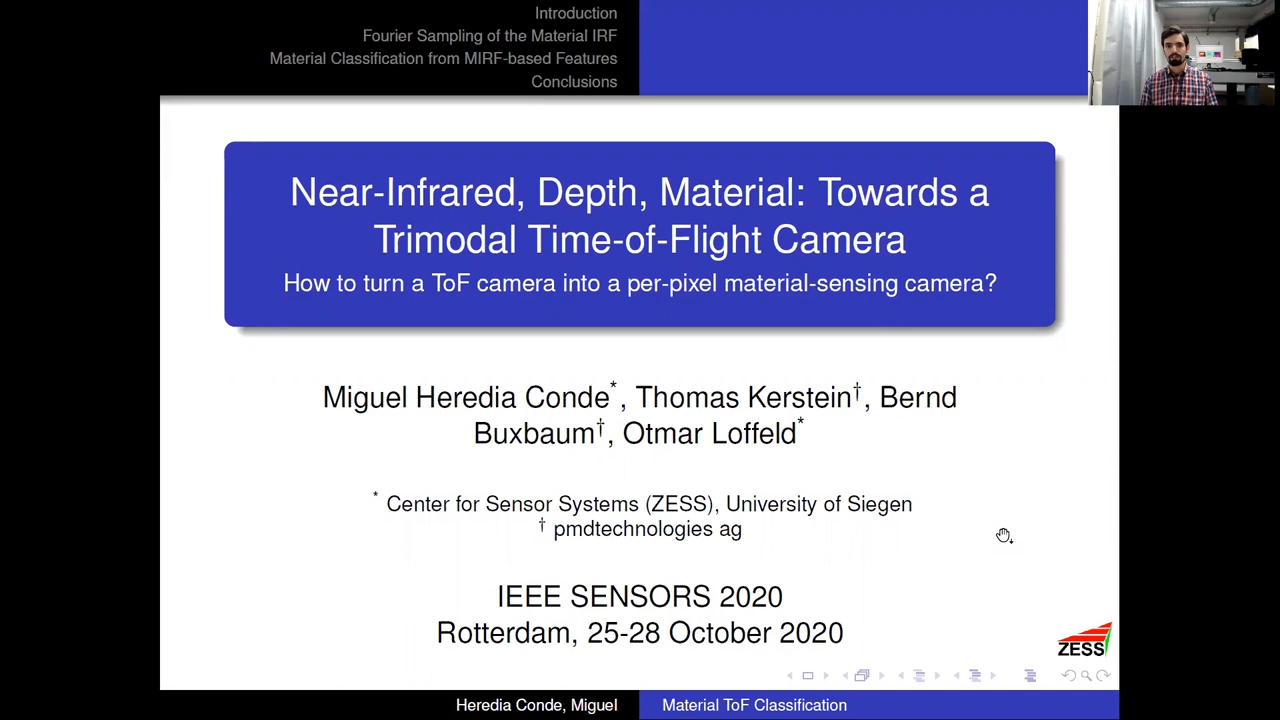 Introduction
Fourier Sampling of the Material IRF
Material Classification from MIRF-based Features
Conclusions
Near-Infrared, Depth, Material: Towards a
Trimodal Time-of-Flight Camera
How to turn a ToF camera into a per-pixel material-sensing camera?
Miguel Heredia Conde*, Thomas Kerstein†, Bernd
Buxbaum†, Otmar Loffeld*
* Center for Sensor Systems (ZESS), University of Siegen
† pmdtechnologies ag
IEEE SENSORS 2020
Rotterdam, 25-28 October 2020
ZESS
Heredia Conde, Miguel
Material ToF Classification